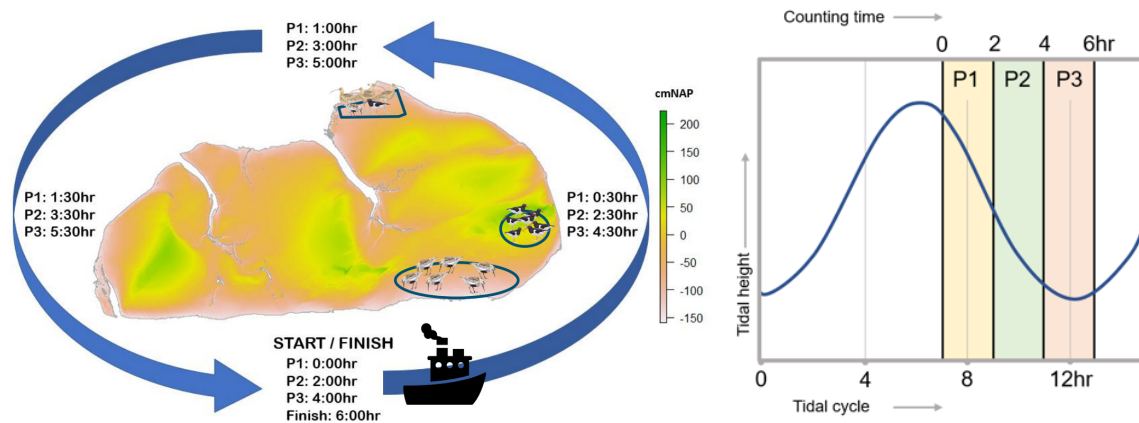 P1: 1:00hr
P2: 3:00hr
P3: 5:00hr
cmNAP
200
150
100
50
0
-50
-100
-150
P1: 1:30hr
P2: 3:30hr
P3: 5:30hr
P1: 0:30hr
P2: 2:30hr
P3: 4:30hr
START / FINISH
P1: 0:00hr
P2: 2:00hr
P3: 4:00hr
Finish: 6:00hr
Counting time
0 2 4 6hr
P1 P2 P3
Tidal height
0 4 8 12hr
Tidal cycle